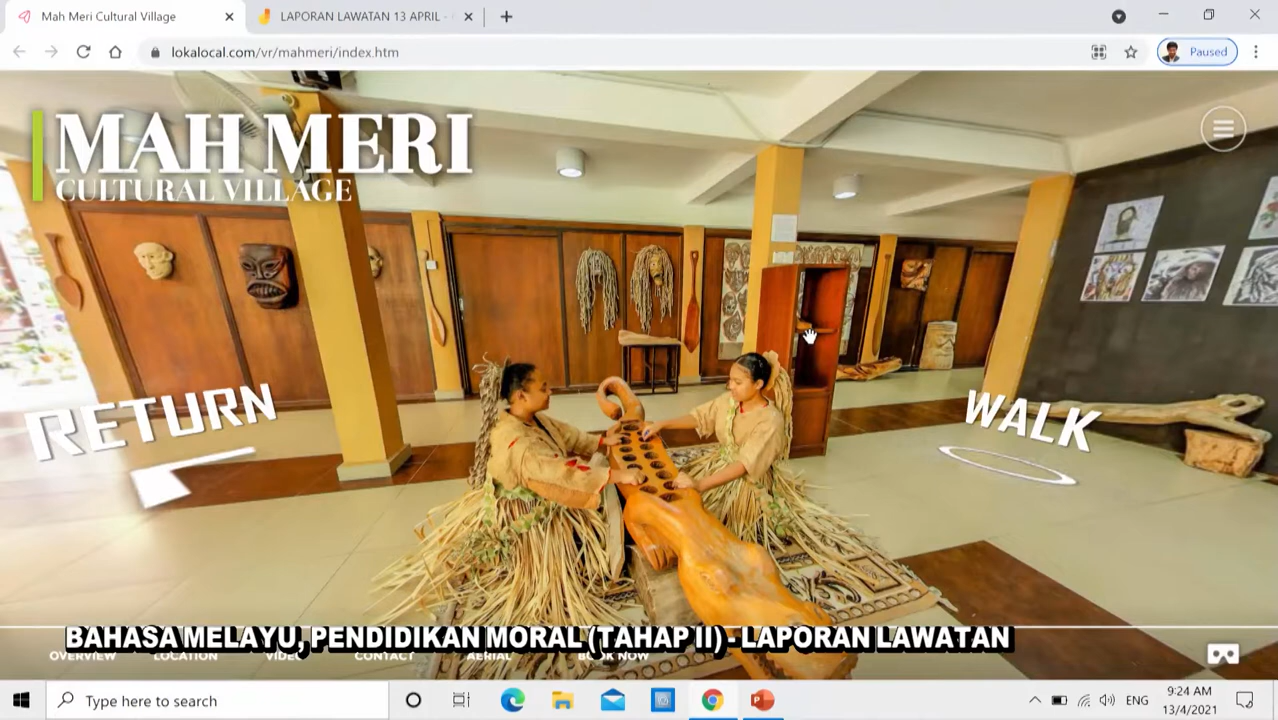 Mah Meri Cultural Village
LAPORAN LAWATAN 13 APRIL -
lokalocal.com/vr/mahmeri/index.htm
Paused
MAH MERI
CULTURAL VILLAGE
RETURN
WALK
BAHASA MELAYU, PENDIDIKAN MORAL (TAHAP II) - LAPORAN LAWATAN
OVERVIEW LOCATION VIDEO CONTACT AERIAL BOOK NOW
Type here to search
ENG
9:24 AM
13/4/2021